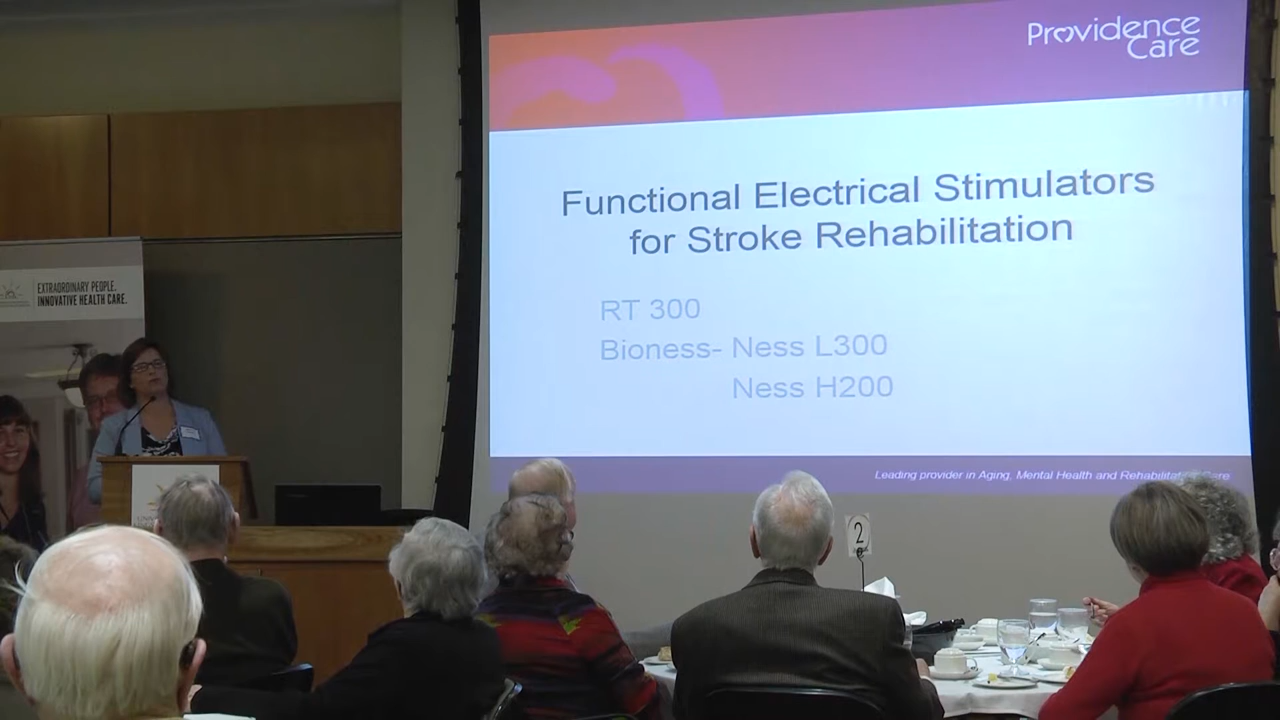 Providence
Care
Functional Electrical Stimulators
for Stroke Rehabilitation
RT 300
Bioness- Ness L300
Ness H200
Leading provider in Aging, Mental Health and Rehabilitative Care
EXTRAORDINARY PEOPLE.
INNOVATIVE HEALTH CARE.
2